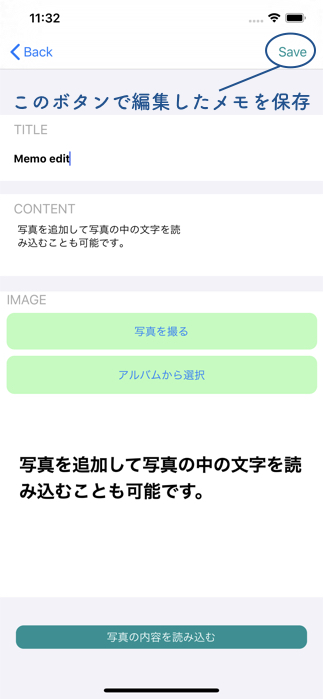 11:32
Back
Save
このボタンで編集したメモを保存
TITLE
Memo edit
CONTENT
写真を追加して写真の中の文字を読
み込むことも可能です。
IMAGE
写真を撮る
アルバムから選択
写真を追加して写真の中の文字を読
み込むことも可能です。
写真の内容を読み込む